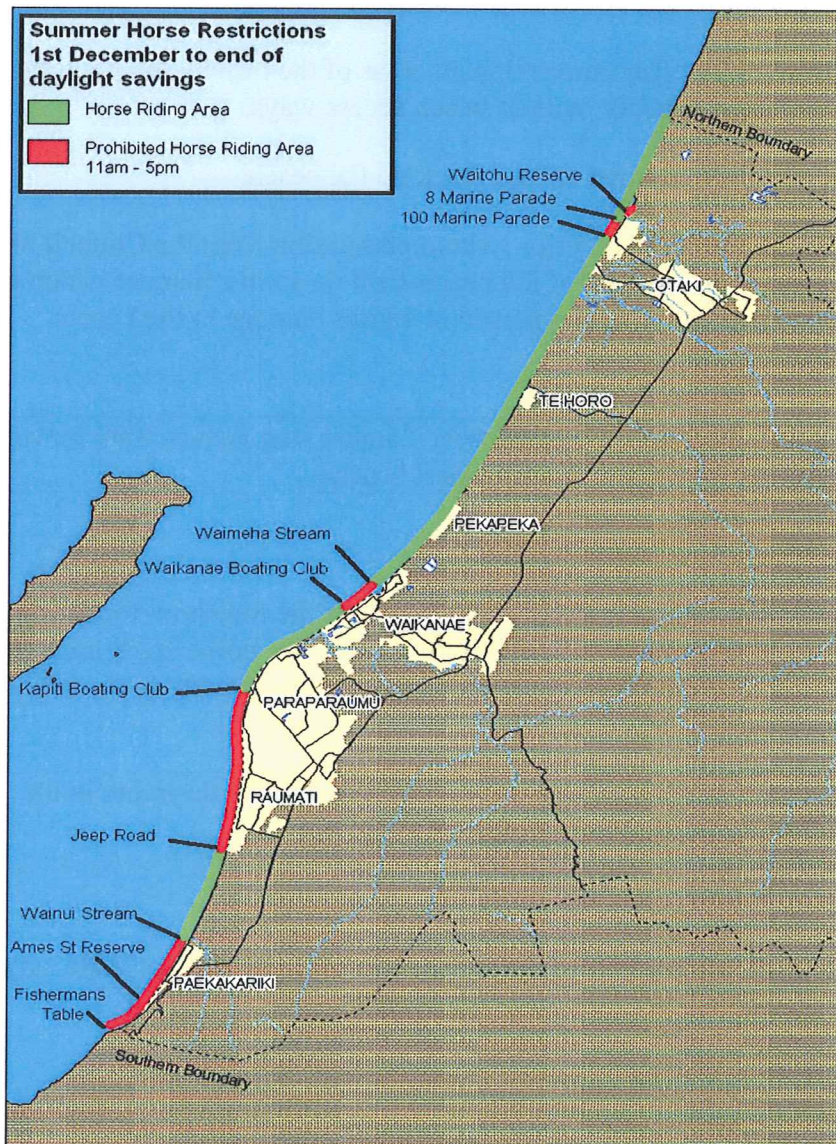 Summer Horse Restrictions
1st December to end of
daylight savings
Horse Riding Area
Prohibited Horse Riding Area
11am - 5pm
Northern Boundary
Waitohu Reserve
8 Marine Parade
100 Marine Parade
OTAKI
TE HORO
PEKAPEKA
Waimeha Stream
Waikanae Boating Club
WAIKANAE
Kapiti Boating Club
PARAPARAUMU
RAUMATI
Jeep Road
Wainui Stream
Ames St Reserve
PAEKAKARIKI
Fishermans
Table
Southern Boundary